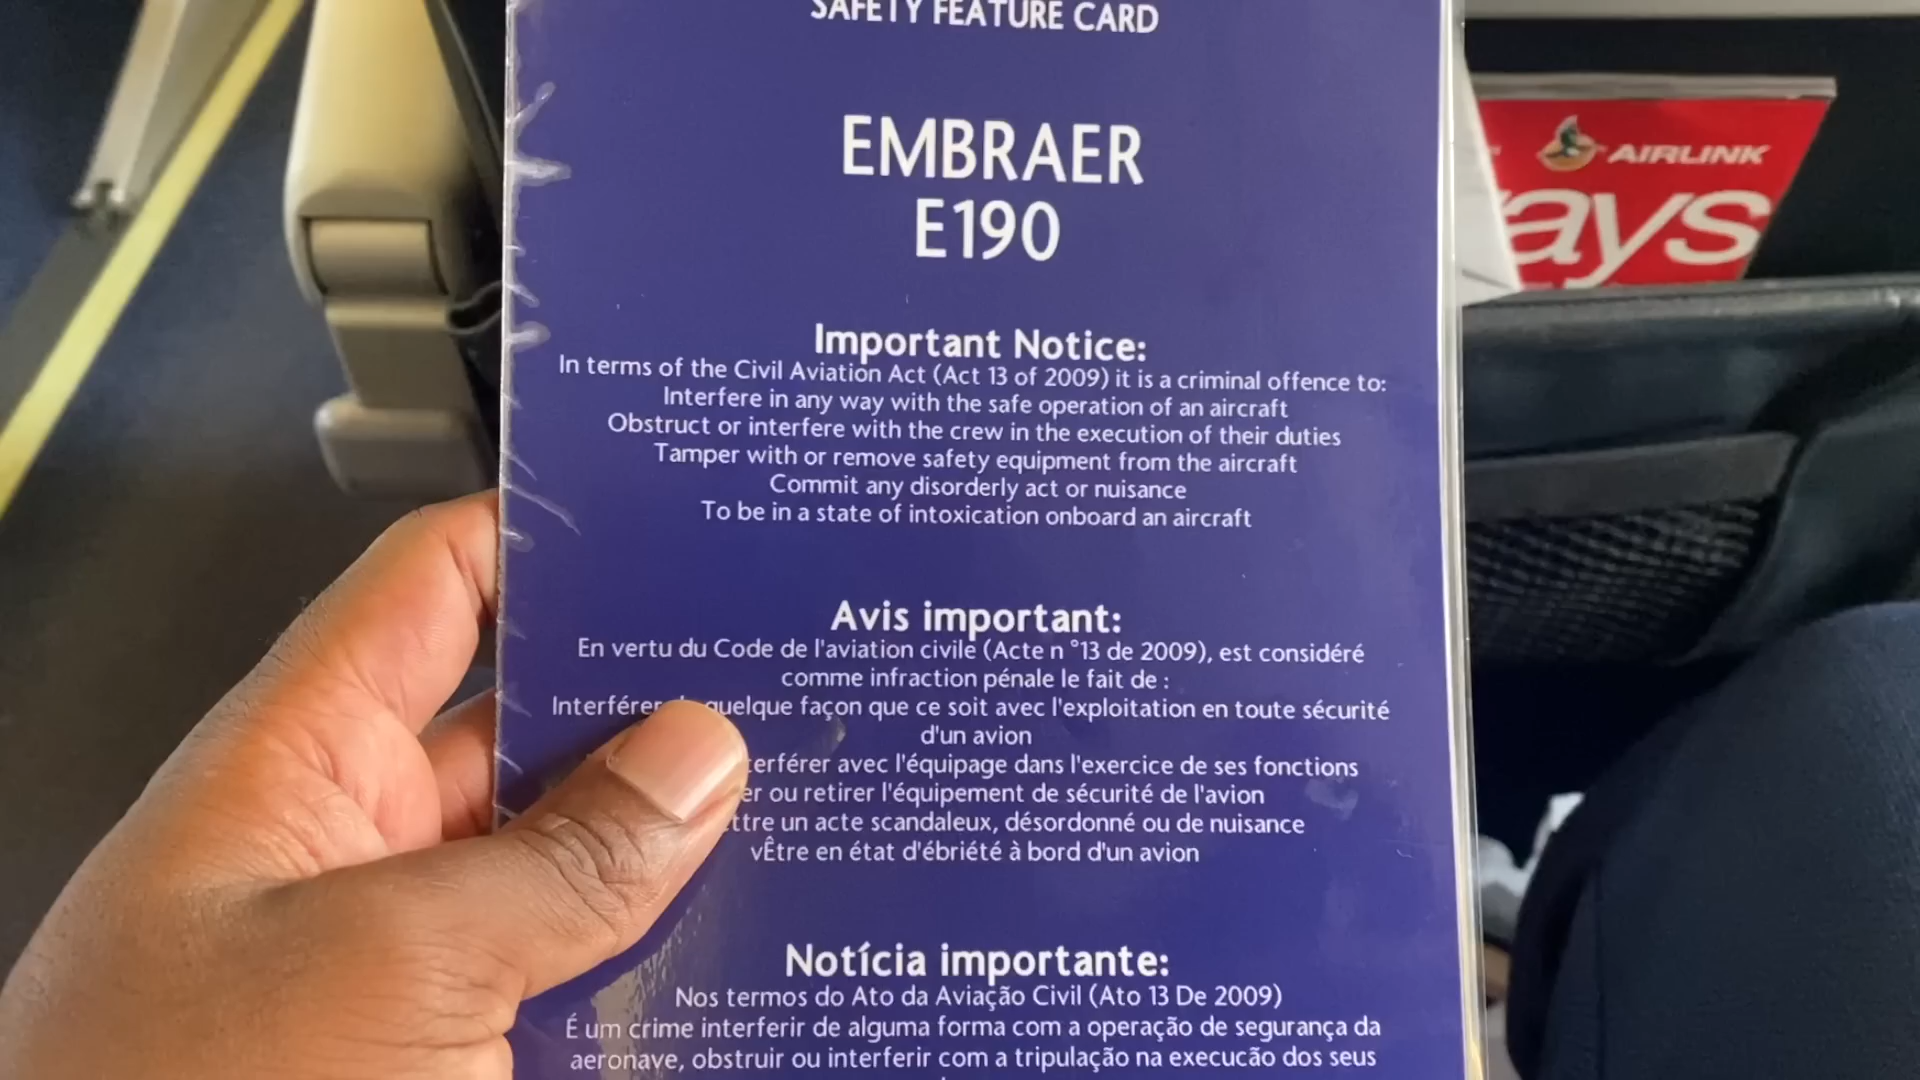 SAFETY FEATURE CARD
EMBRAER
E190
Important Notice:
In terms of the Civil Aviation Act (Act 13 of 2009) it is a criminal offence to:
Interfere in any way with the safe operation of an aircraft
Obstruct or interfere with the crew in the execution of their duties
Tamper with or remove safety equipment from the aircraft
Commit any disorderly act or nuisance
To be in a state of intoxication onboard an aircraft
Avis important:
En vertu du Code de l'aviation civile (Acte n °13 de 2009), est considéré
comme infraction pénale le fait de :
Interférer quelque façon que ce soit avec l'exploitation en toute sécurité
d'un avion
avec l'équipage dans l'exercice de ses fonctions
ou retirer l'équipement de sécurité de l'avion
un acte scandaleux, désordonné ou de nuisance
vÊtre en état d'ébriété à bord d'un avion
Notícia importante:
Nos termos do Ato da Aviação Civil (Ato 13 De 2009)
É um crime interferir de alguma forma com a operação de segurança da
aeronave, obstruir ou interferir com a tripulação na execucão dos seus
AIRLINK
ays